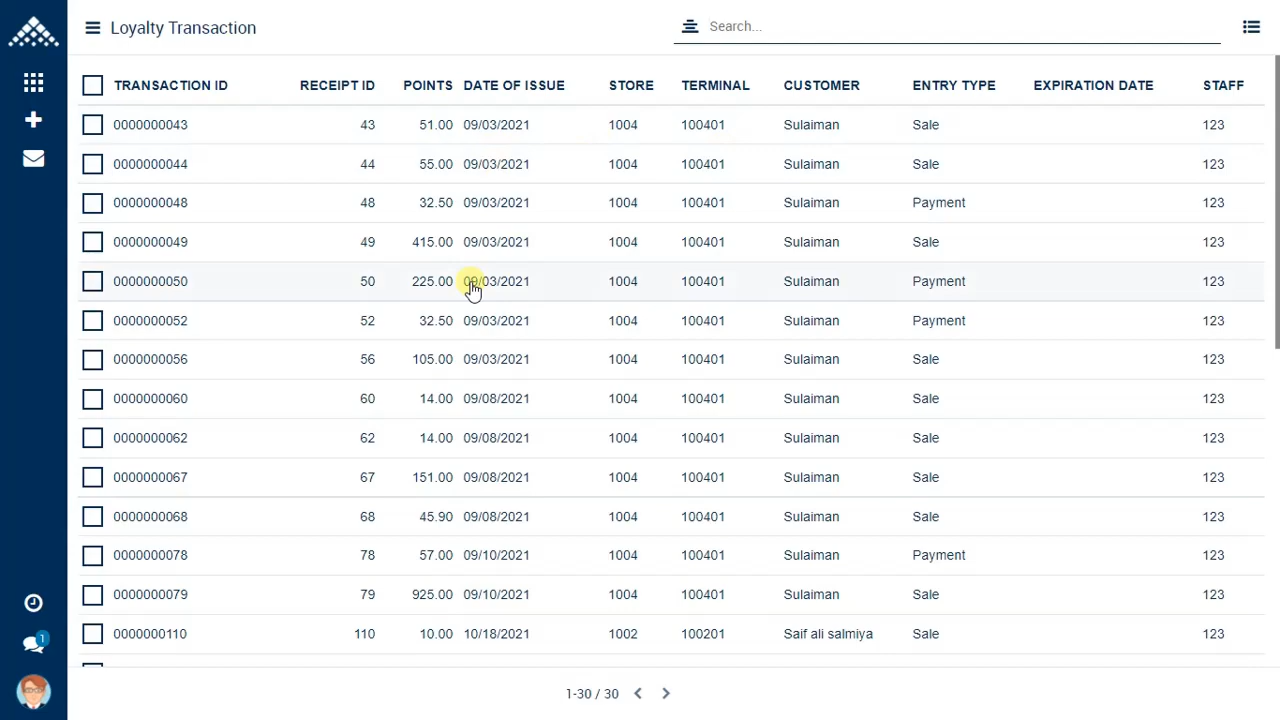 Loyalty Transaction
Search...
TRANSACTION ID RECEIPT ID POINTS DATE OF ISSUE STORE TERMINAL CUSTOMER ENTRY TYPE EXPIRATION DATE STAFF
0000000043 43 51.00 09/03/2021 1004 100401 Sulaiman Sale 123
0000000044 44 55.00 09/03/2021 1004 100401 Sulaiman Sale 123
0000000048 48 32.50 09/03/2021 1004 100401 Sulaiman Payment 123
0000000049 49 415.00 09/03/2021 1004 100401 Sulaiman Sale 123
0000000050 50 225.00 09/03/2021 1004 100401 Sulaiman Payment 123
0000000052 52 32.50 09/03/2021 1004 100401 Sulaiman Payment 123
0000000056 56 105.00 09/03/2021 1004 100401 Sulaiman Sale 123
0000000060 60 14.00 09/08/2021 1004 100401 Sulaiman Sale 123
0000000062 62 14.00 09/08/2021 1004 100401 Sulaiman Sale 123
0000000067 67 151.00 09/08/2021 1004 100401 Sulaiman Sale 123
0000000068 68 45.90 09/08/2021 1004 100401 Sulaiman Sale 123
0000000078 78 57.00 09/10/2021 1004 100401 Sulaiman Payment 123
0000000079 79 925.00 09/10/2021 1004 100401 Sulaiman Sale 123
0000000110 110 10.00 10/18/2021 1002 100201 Saif ali salmiya Sale 123
1
1-30 / 30